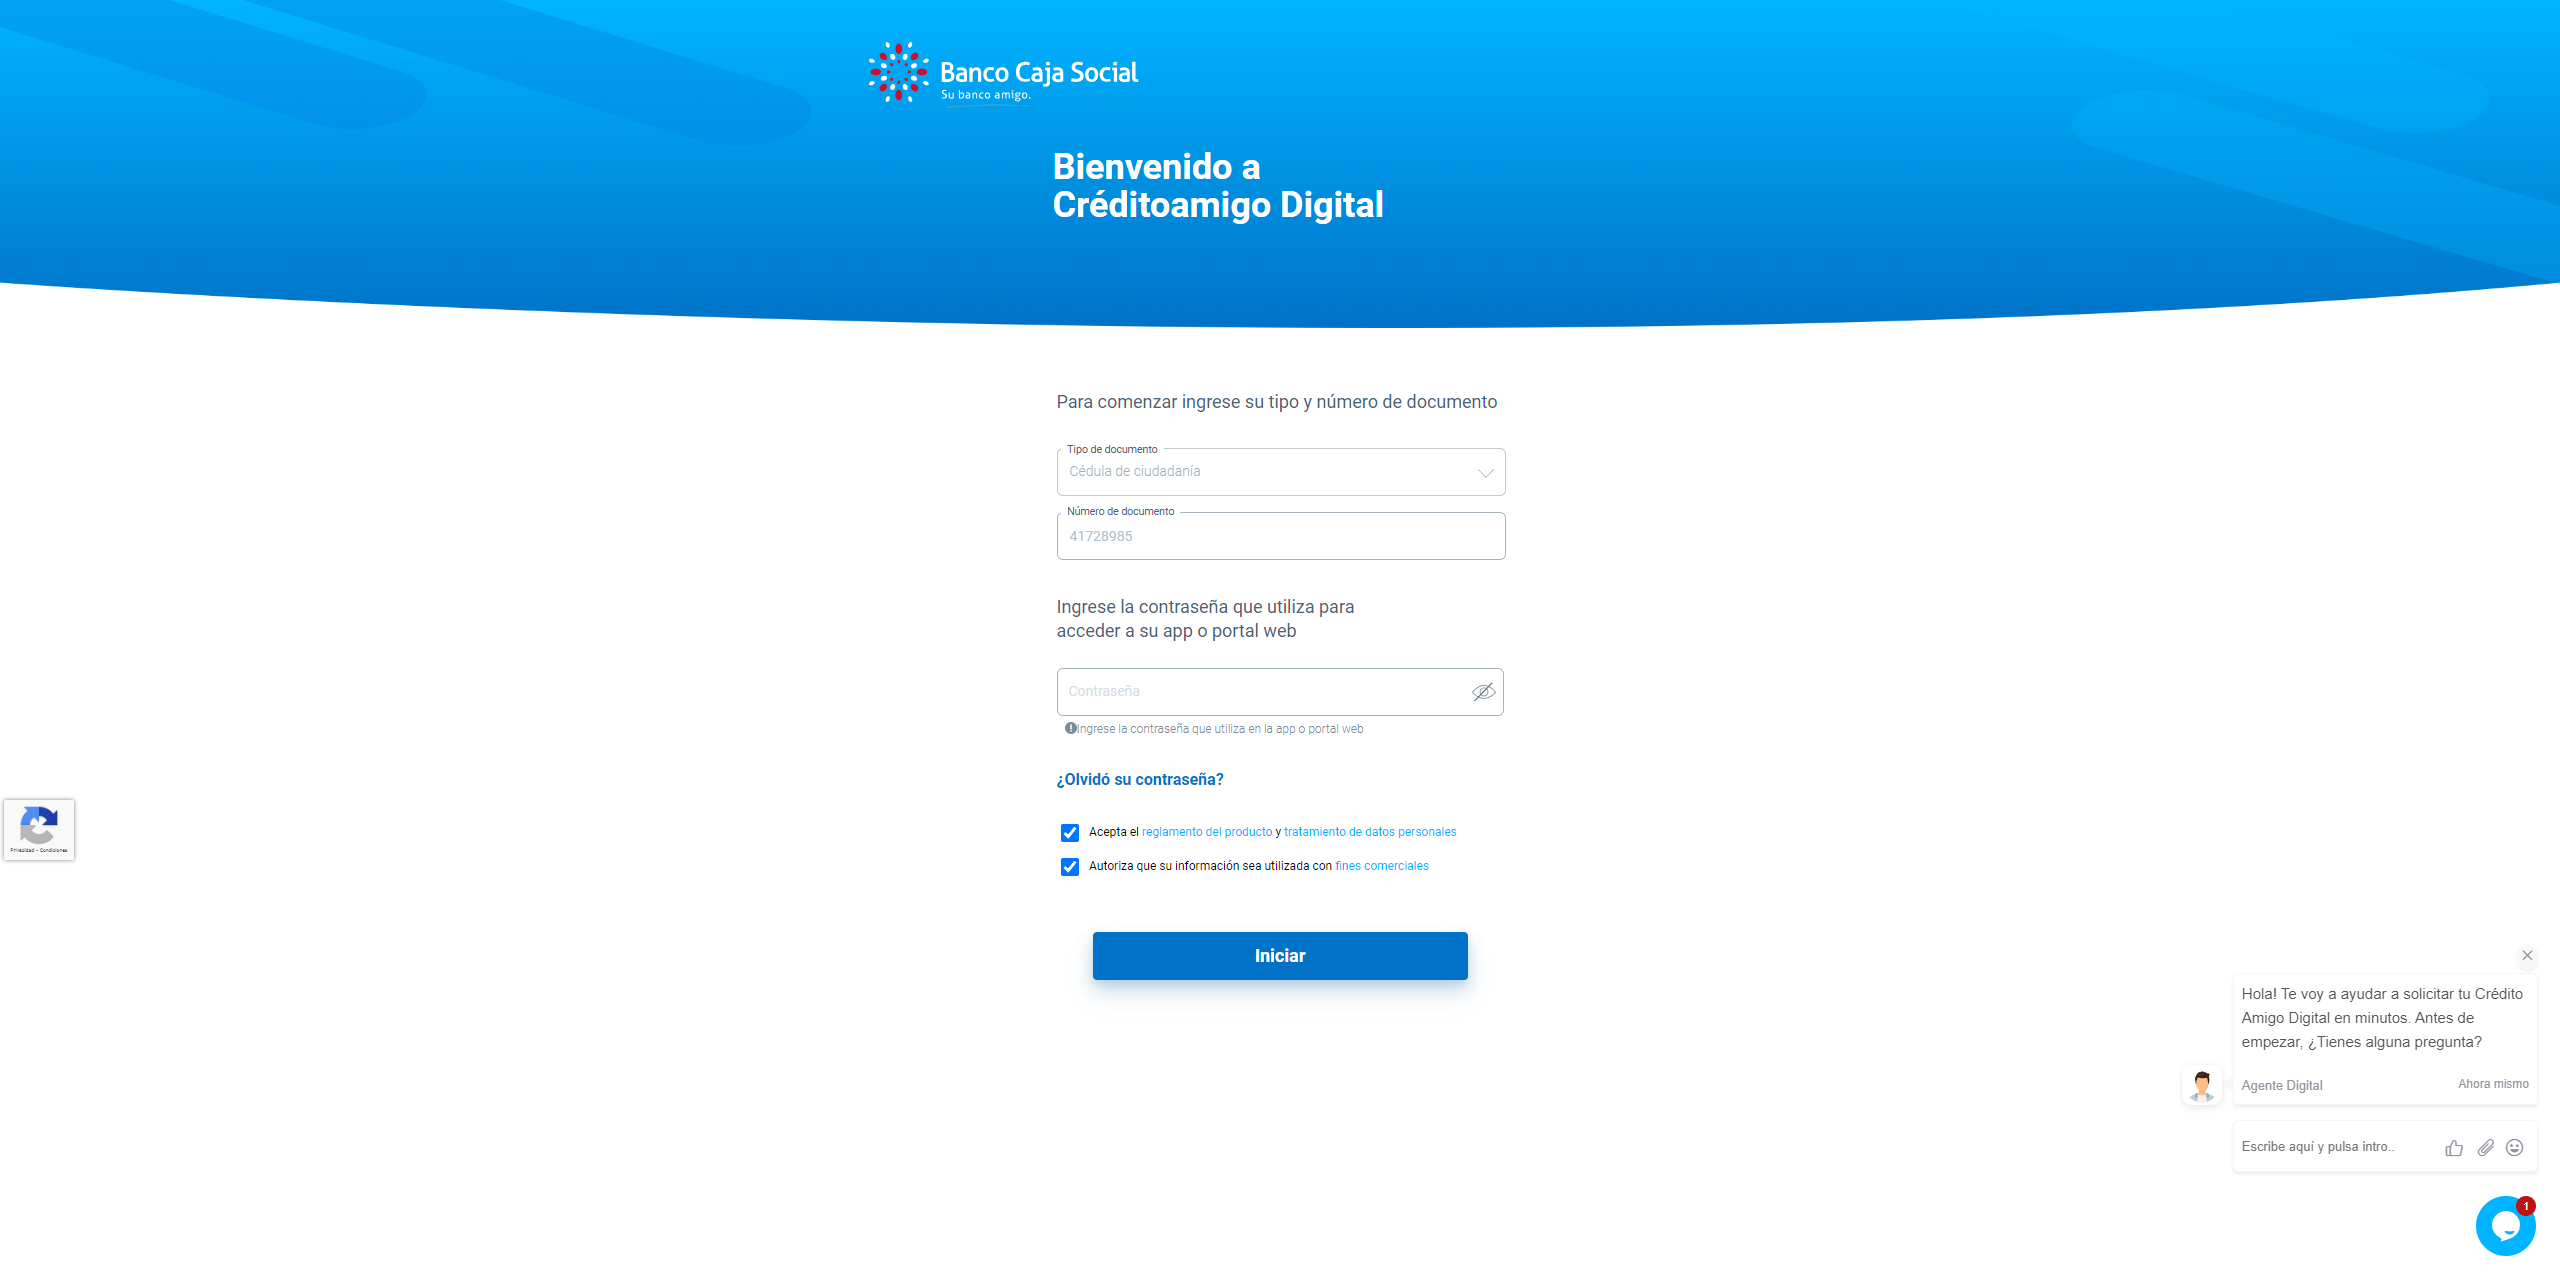 Banco Caja Social
Su banco amigo.
Bienvenido a
Créditoamigo Digital
Para comenzar ingrese su tipo y número de documento
Tipo de documento
Cédula de ciudadanía
Número de documento
41728985
Ingrese la contraseña que utiliza para
acceder a su app o portal web
Contraseña
Ingrese la contraseña que utiliza en la app o portal web
¿Olvidó su contraseña?
Privacidad - Condiciones
Acepta el reglamento del producto y tratamiento de datos personales
Autoriza que su información sea utilizada con fines comerciales
Iniciar
Hola! Te voy a ayudar a solicitar tu Crédito
Amigo Digital en minutos. Antes de
empezar, ¿Tienes alguna pregunta?
Agente Digital
Ahora mismo
Escribe aquí y pulsa intro..
1